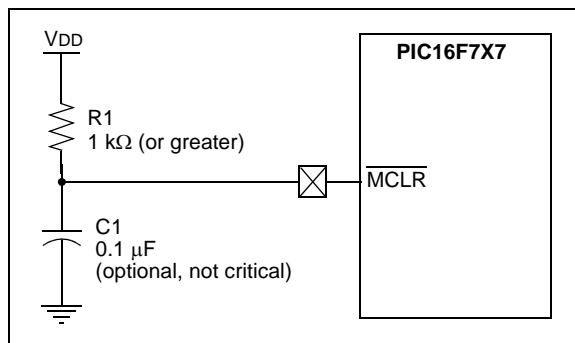 VDD
PIC16F7X7
R1
1 kΩ (or greater)
MCLR
C1
0.1 μF
(optional, not critical)